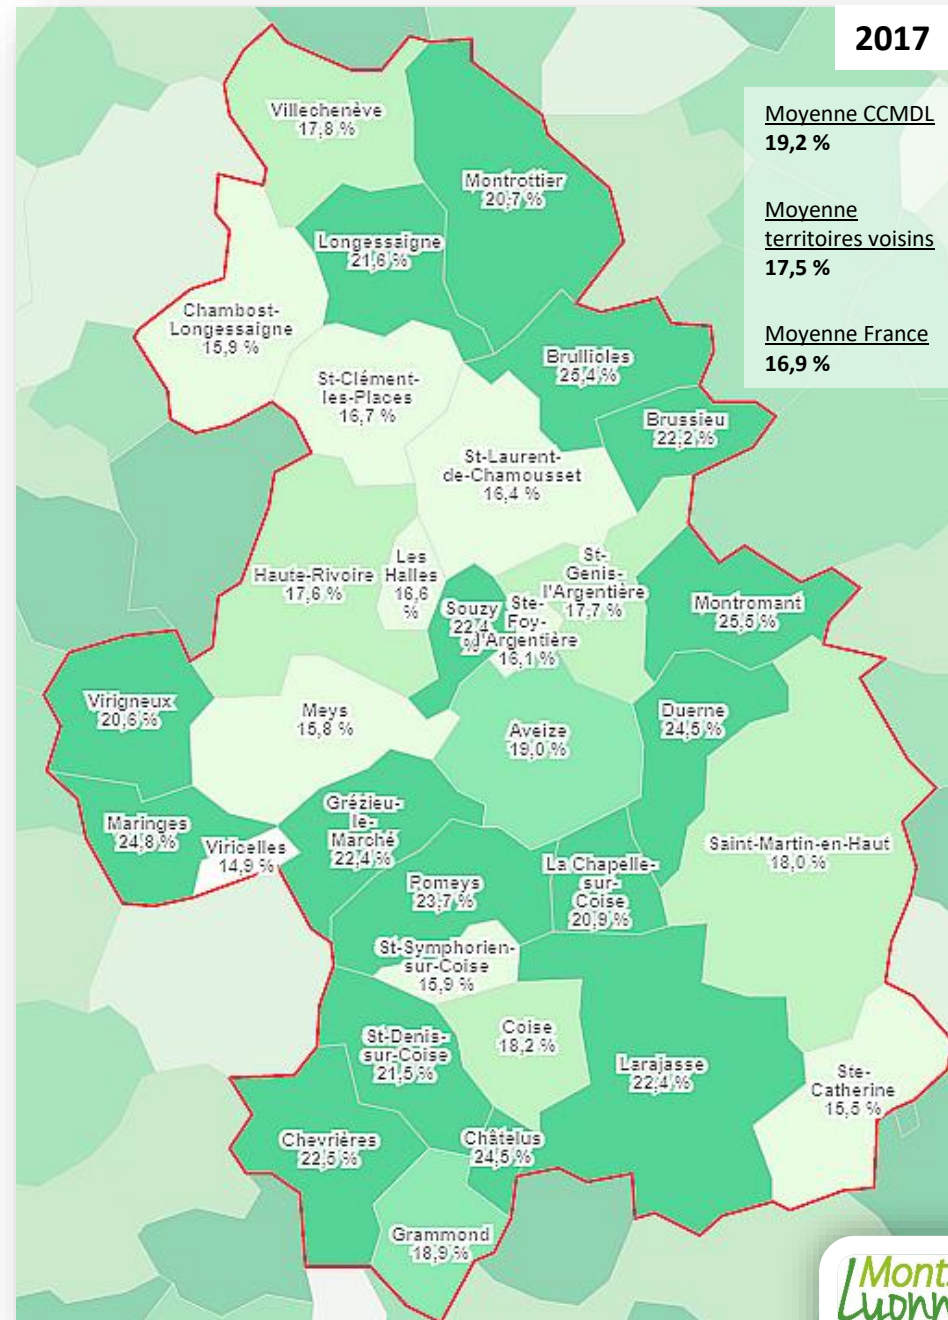 2017
Moyenne CCMDL
19,2 %
Moyenne
territoires voisins
17,5 %
Moyenne France
16,9 %
Villechenève
17,8 %
Montrottier
20,7 %
Longessaigne
21,6 %
Chambost-
Longessaigne
15,9 %
St-Clément-
les-Places
16,7 %
Brullioles
25,4 %
Brussieu
22,2 %
St-Laurent-
de-Chamousset
16,4 %
Haute-Rivoire
17,6 %
Les
Halles
16,6
%
St-
Genis-
l'Argentière
17,7 %
Souzy
22,4
%
Ste-
Foy-
l'Argentière
16,1 %
Montromant
25,5 %
Virigneux
20,6 %
Meys
15,8 %
Aveize
19,0 %
Duerne
24,5 %
Maringes
24,8 %
Viricelles
14,9 %
Grézieu-
le-
Marché
22,4 %
Pomeys
23,7 %
La Chapelle-
sur-
Coise
20,9 %
Saint-Martin-en-Haut
18,0 %
St-Symphorien-
sur-Coise
15,9 %
St-Denis-
sur-Coise
21,5 %
Coise
18,2 %
Larajasse
22,4 %
Ste-
Catherine
15,5 %
Chevrières
22,5 %
Châtelus
24,5 %
Grammond
18,9 %
Mont